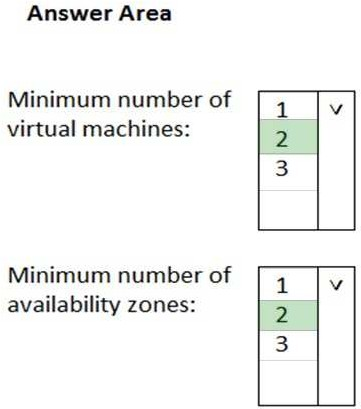 Answer Area
Minimum number of
virtual machines:
1
2
3
Minimum number of
availability zones:
1
2
3